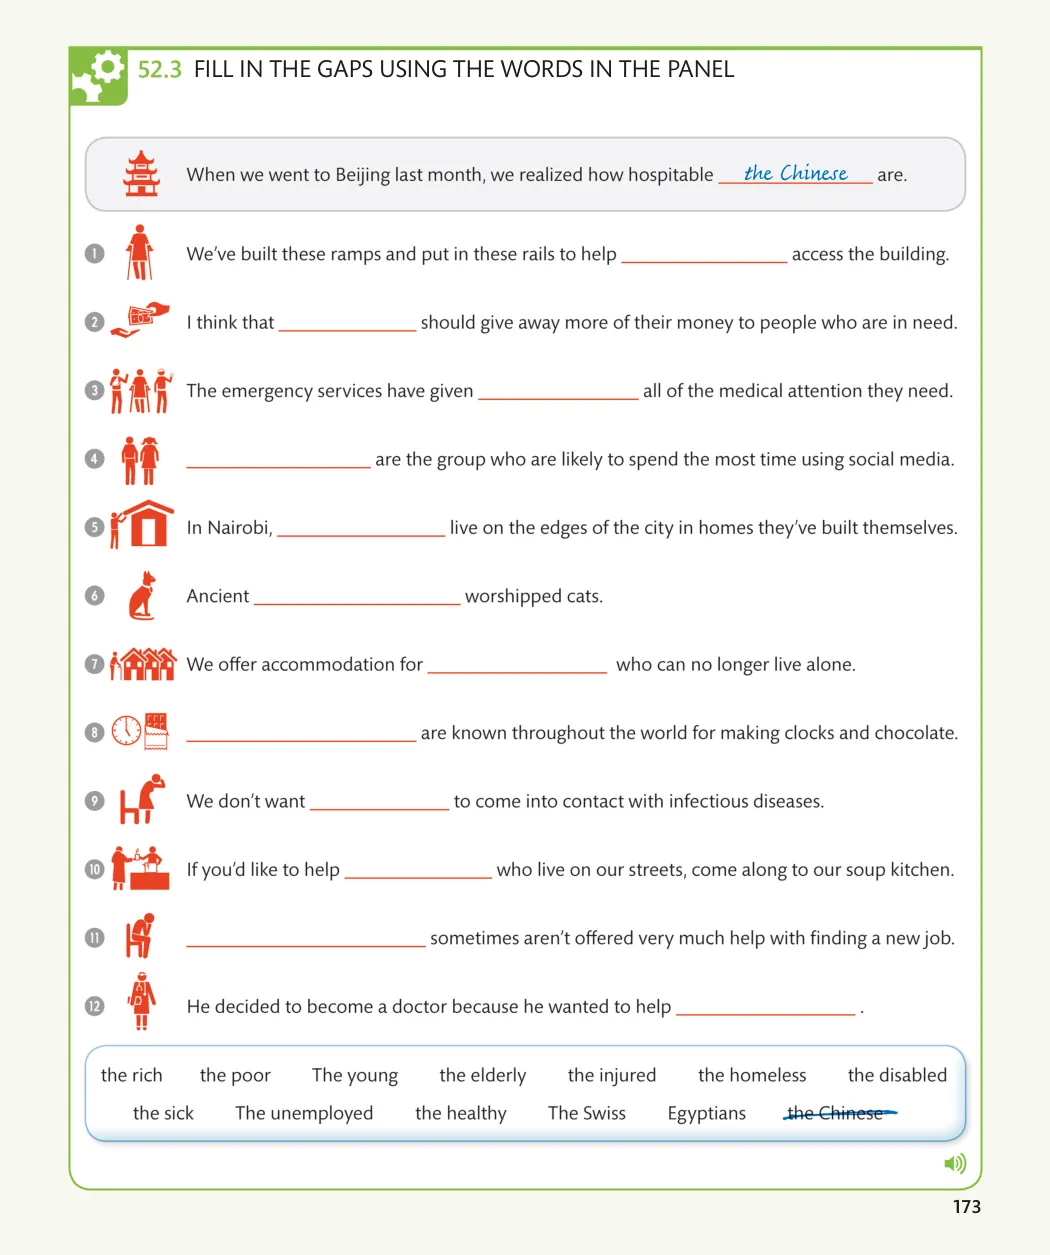 52.3 FILL IN THE GAPS USING THE WORDS IN THE PANEL
When we went to Beijing last month, we realized how hospitable the Chinese are.
1 We've built these ramps and put in these rails to help access the building.
2 I think that should give away more of their money to people who are in need.
3 The emergency services have given all of the medical attention they need.
4 are the group who are likely to spend the most time using social media.
5 In Nairobi, live on the edges of the city in homes they've built themselves.
6 Ancient worshipped cats.
7 We offer accommodation for who can no longer live alone.
8 are known throughout the world for making clocks and chocolate.
9 We don't want to come into contact with infectious diseases.
10 If you'd like to help who live on our streets, come along to our soup kitchen.
11 sometimes aren't offered very much help with finding a new job.
12 He decided to become a doctor because he wanted to help .
the rich the poor The young the elderly the injured the homeless the disabled
the sick The unemployed the healthy The Swiss Egyptians the Chinese
173